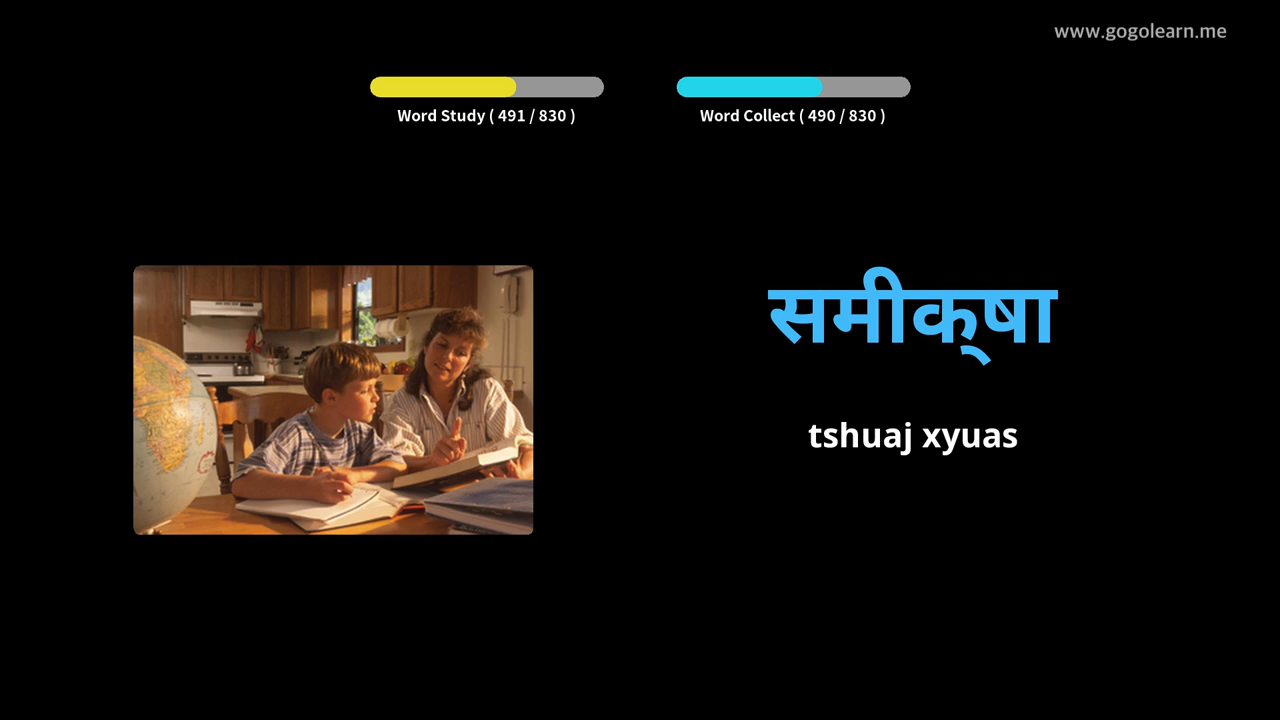 www.gogolearn.me
Word Study ( 491 / 830 )
Word Collect ( 490 / 830 )
समीक्‌षा
tshuaj xyuas